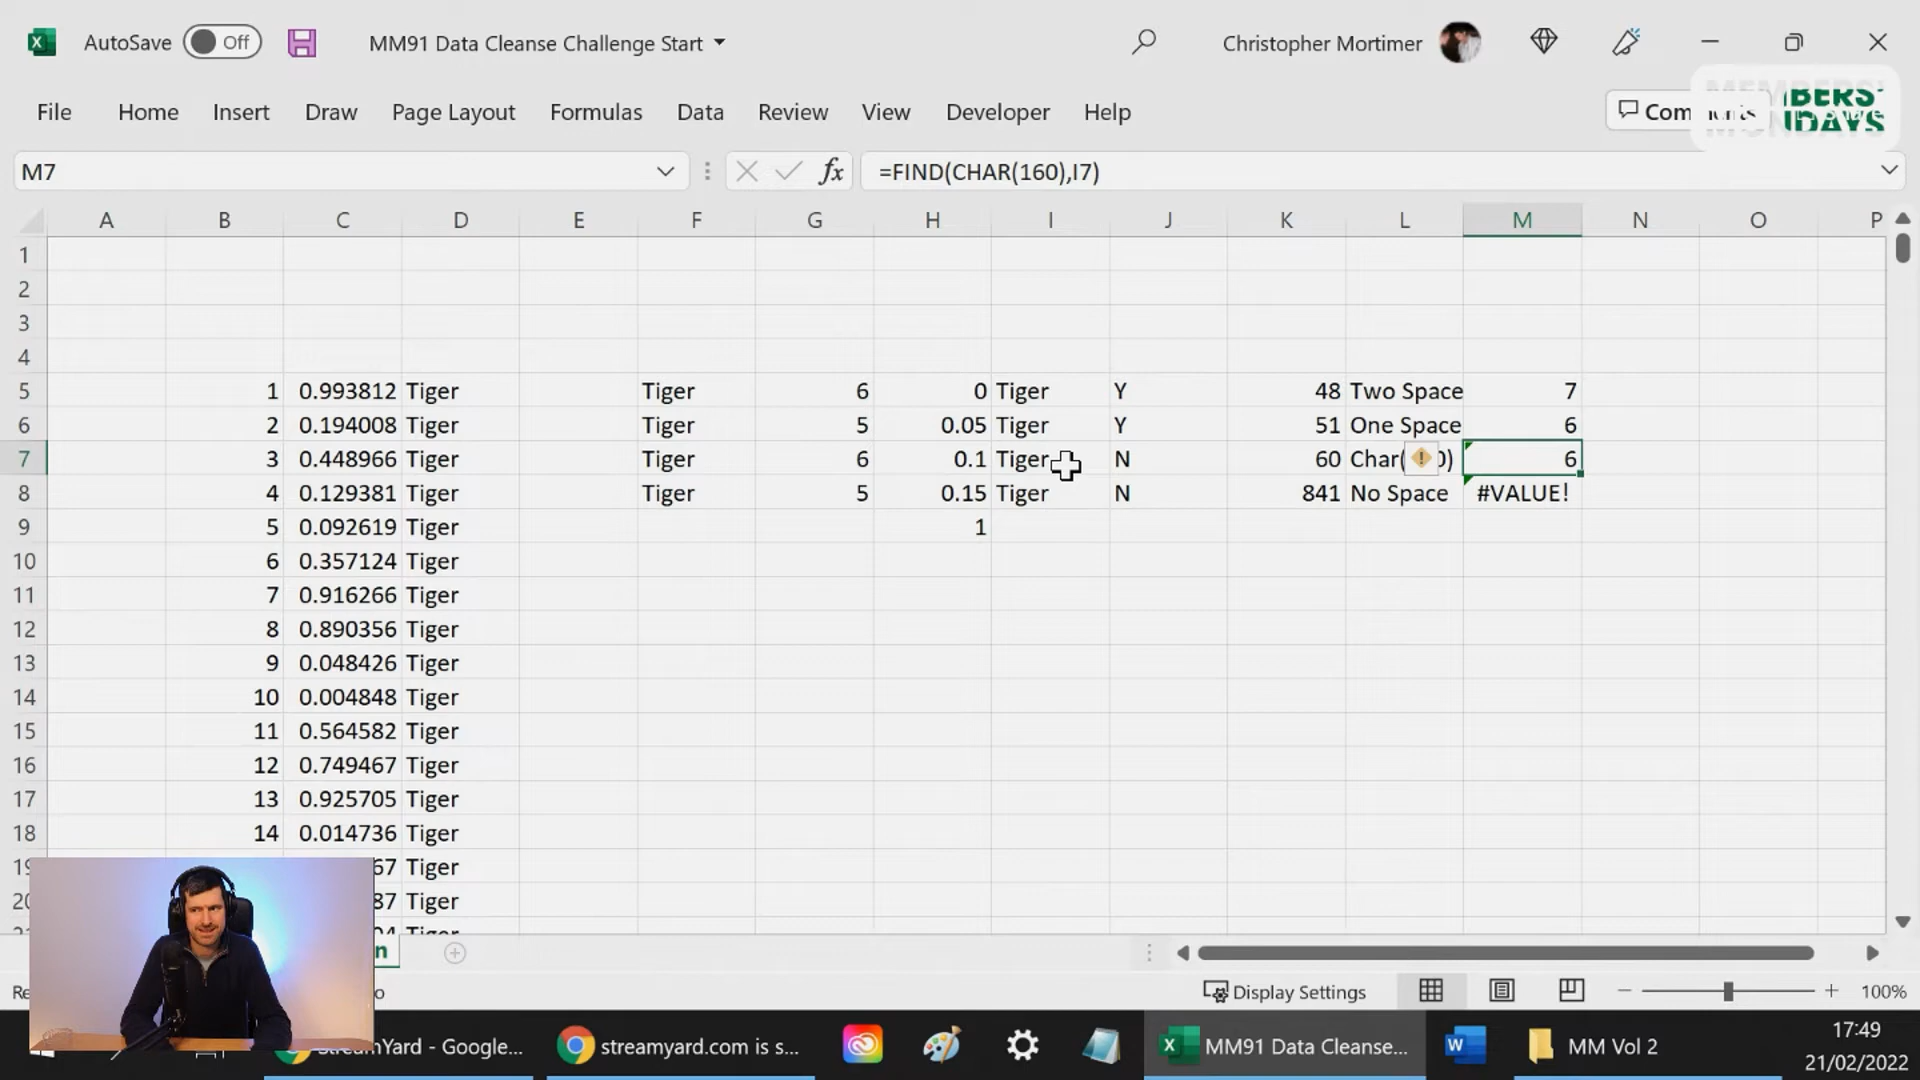 AutoSave Off MM91 Data Cleanse Challenge Start Christopher Mortimer
File Home Insert Draw Page Layout Formulas Data Review View Developer Help
M7 fx =FIND(CHAR(160),I7)
A B C D E F G H I J K L M N O P
1
2
3
4
5 1 0.993812 Tiger Tiger 6 0 Tiger Y 48 Two Space 7
6 2 0.194008 Tiger Tiger 5 0.05 Tiger Y 51 One Space 6
7 3 0.448966 Tiger Tiger 6 0.1 Tiger N 60 Char( 0) 6
8 4 0.129381 Tiger Tiger 5 0.15 Tiger N 841 No Space #VALUE!
9 5 0.092619 Tiger 1
10 6 0.357124 Tiger
11 7 0.916266 Tiger
12 8 0.890356 Tiger
13 9 0.048426 Tiger
14 10 0.004848 Tiger
15 11 0.564582 Tiger
16 12 0.749467 Tiger
17 13 0.925705 Tiger
18 14 0.014736 Tiger
67 Tiger
20 87 Tiger
Display Settings 100%
StreamYard - Google... streamyard.com is s... MM91 Data Cleanse... MM Vol 2 17:49
21/02/2022